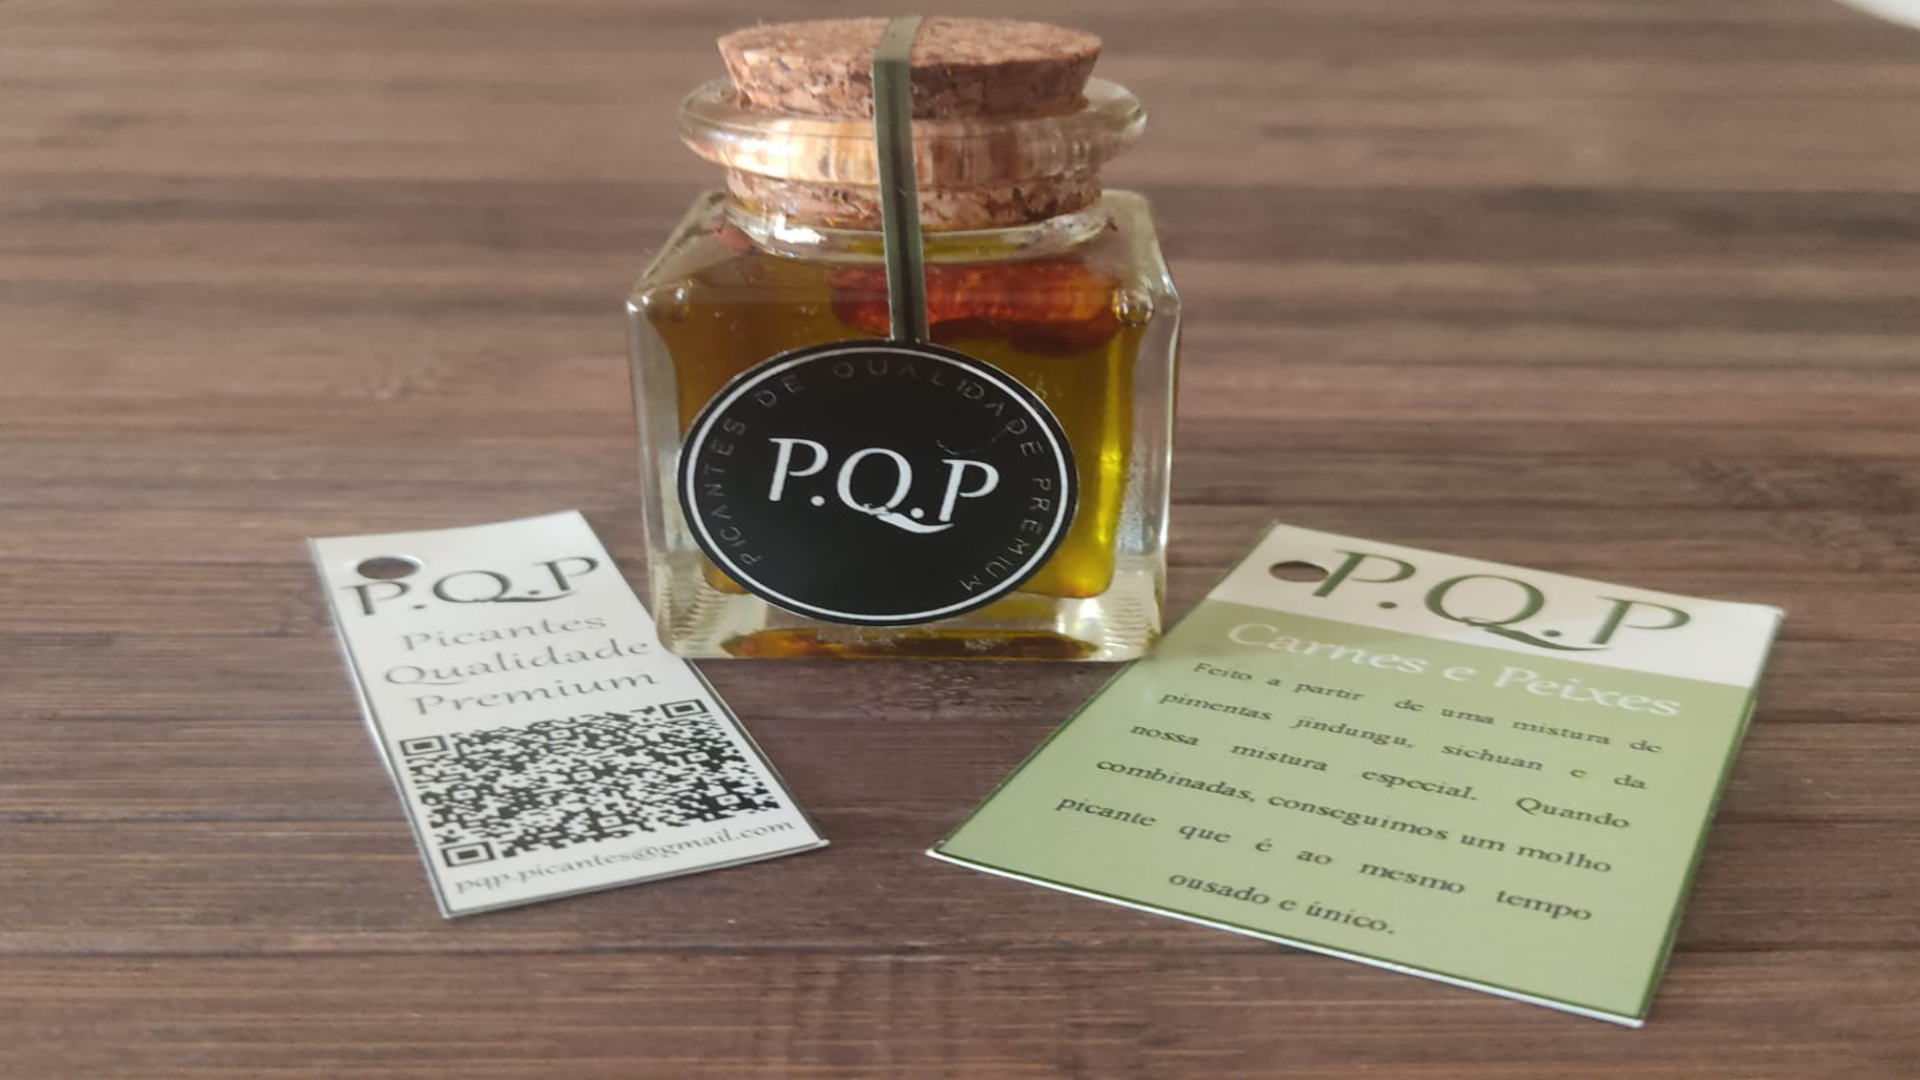 PICANTES DE QUALIDADE PREMIUM
P.Q.P
P.Q.P
Picantes
Qualidade
Premium
pqp-picantes@gmail.com
P.Q.P
Carnes e Peixes
Feito a partir de uma mistura de
pimentas jindungu, sichuan e da
nossa mistura especial. Quando
combinadas, conseguimos um molho
picante que é ao mesmo tempo
ousado e único.